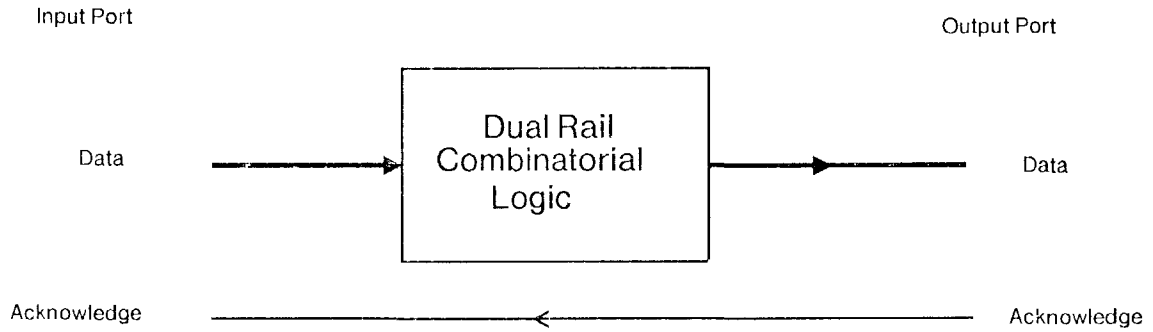 Input Port
Output Port
Data
Dual Rail
Combinatorial
Logic
Data
Acknowledge
Acknowledge